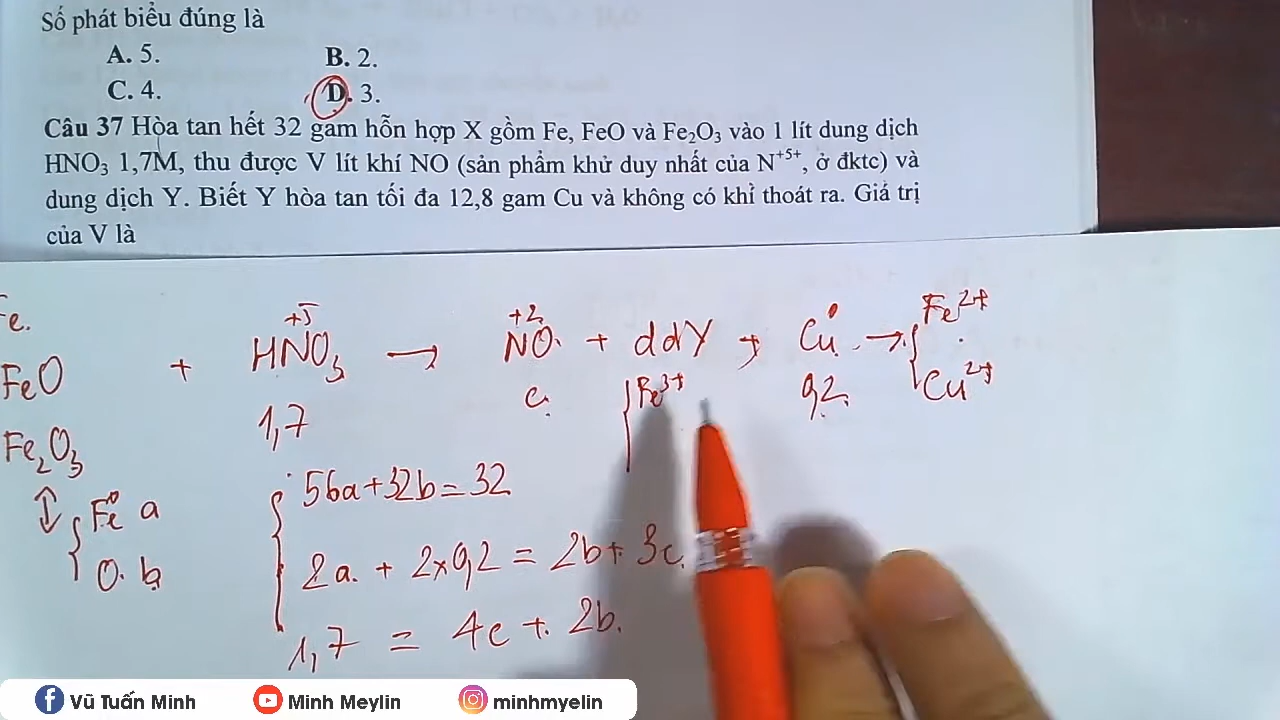 Số phát biểu đúng là
A. 5. B. 2.
C. 4. D. 3.
Câu 37 Hòa tan hết 32 gam hỗn hợp X gồm Fe, FeO và Fe₂O₃ vào 1 lít dung dịch
HNO₃ 1,7M, thu được V lít khí NO (sản phẩm khử duy nhất của N⁺⁵⁺, ở đktc) và
dung dịch Y. Biết Y hòa tan tối đa 12,8 gam Cu và không có khí thoát ra. Giá trị
của V là
Fe.
FeO
Fe₂O₃
Fe⁰ a
O. b
+
+5
HNO₃
1,7
→
+2
NO + ddY + Cu⁰ → Fe²⁺
Cu²⁺
c
Fe³⁺
0,2
56a+32b=32
2a + 2x0,2 = 2b+ 3c
1,7 = 4c + 2b.
Vũ Tuấn Minh Minh Meylin minhmyelin